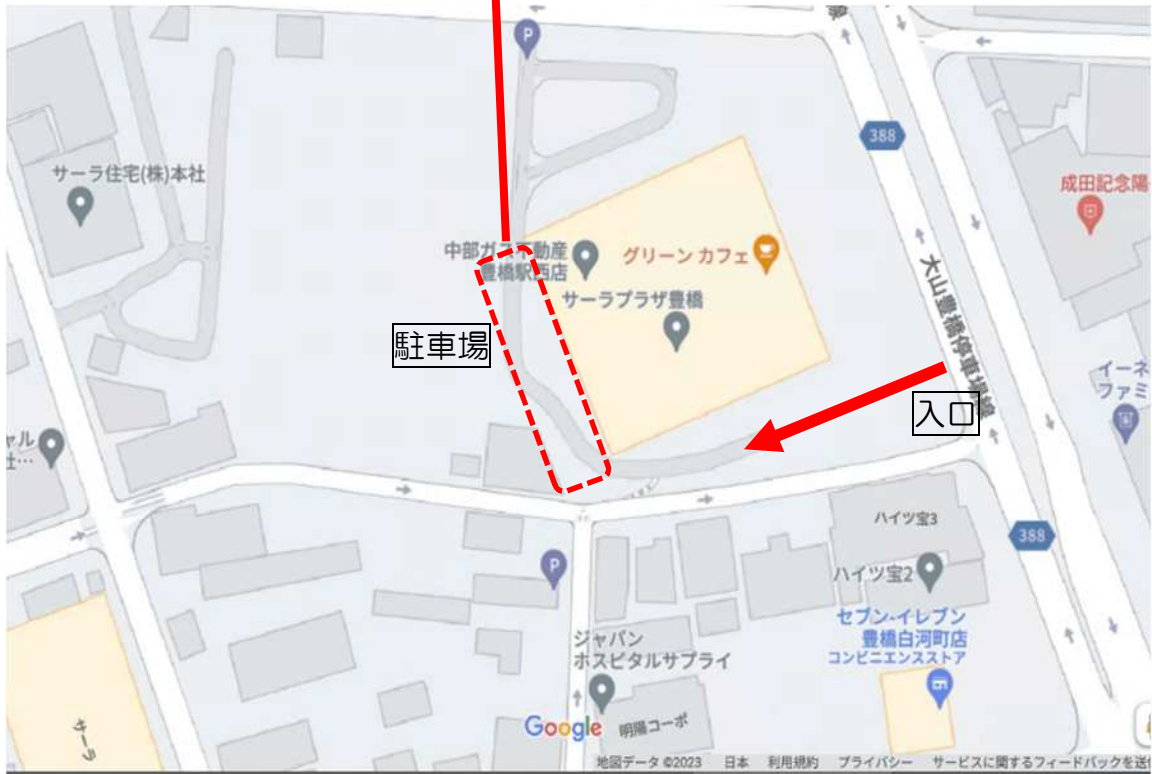 P
388
サーラ住宅(株)本社
成田記念陽
中部ガス不動産
豊橋駅西店
グリーン カフェ
サーラプラザ豊橋
大山豊橋停車場線
駐車場
イーネ
ファミ
入口
ャル
社…
ハイツ宝3
388
P
ハイツ宝2
セブン-イレブン
豊橋白河町店
コンビニエンスストア
ジャパン
ホスピタルサプライ
サーラ
Google
明陽コーポ
地図データ ©2023 日本 利用規約 プライバシー サービスに関するフィードバックを送